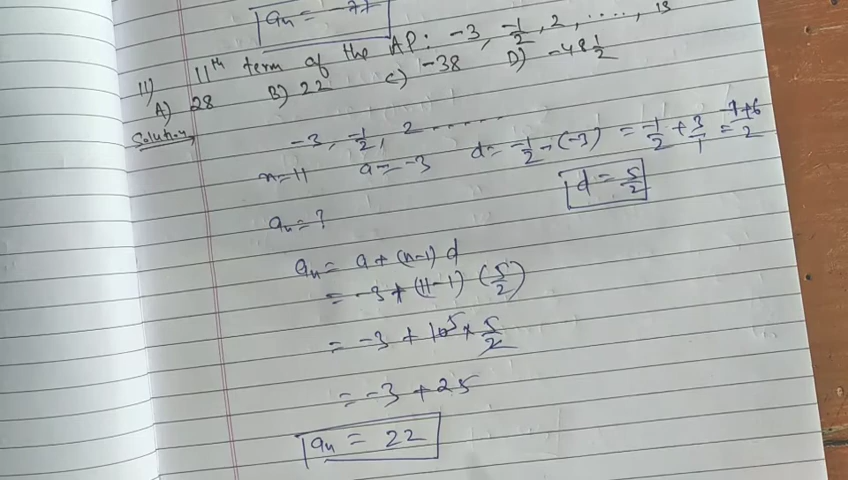 aₙ = -77
11) 11th term of the AP: -3, -1/2, 2, ....., is
A) 28 B) 22 C) -38 D) -48 1/2
Solution,
-3, -1/2, 2 ......
n=11 a=-3 d= -1/2 -(-3) = -1/2 + 3/1 = -1+6/2
d = 5/2
aₙ = ?
aₙ = a + (n-1) d
= -3 + (11-1) (5/2)
= -3 + 10 5 × 5/2
= -3 + 25
aₙ = 22